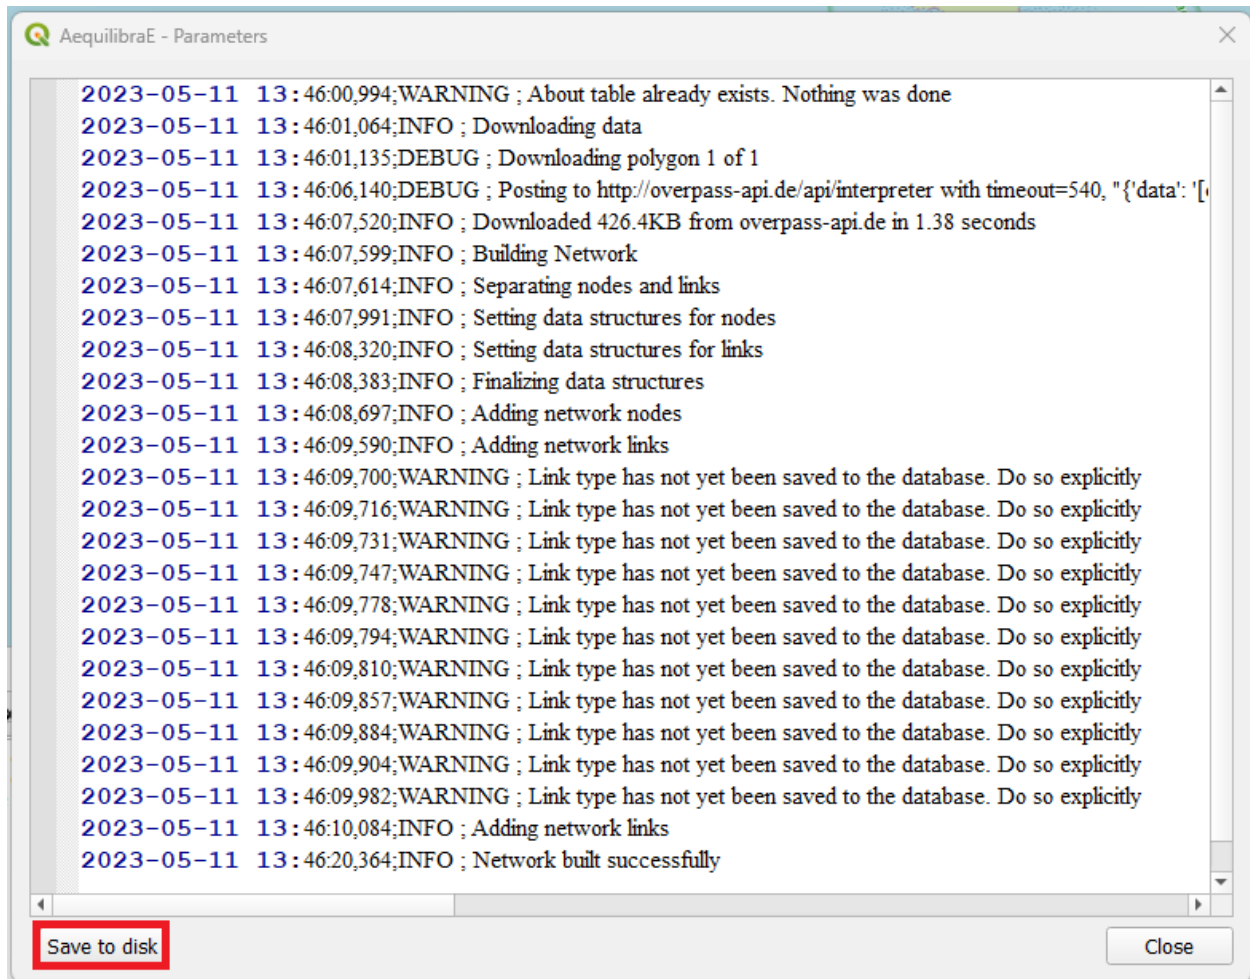 AequilibraE - Parameters
2023-05-11 13:46:00,994;WARNING ; About table already exists. Nothing was done
2023-05-11 13:46:01,064;INFO ; Downloading data
2023-05-11 13:46:01,135;DEBUG ; Downloading polygon 1 of 1
2023-05-11 13:46:06,140;DEBUG ; Posting to http://overpass-api.de/api/interpreter with timeout=540, "{'data': '[
2023-05-11 13:46:07,520;INFO ; Downloaded 426.4KB from overpass-api.de in 1.38 seconds
2023-05-11 13:46:07,599;INFO ; Building Network
2023-05-11 13:46:07,614;INFO ; Separating nodes and links
2023-05-11 13:46:07,991;INFO ; Setting data structures for nodes
2023-05-11 13:46:08,320;INFO ; Setting data structures for links
2023-05-11 13:46:08,383;INFO ; Finalizing data structures
2023-05-11 13:46:08,697;INFO ; Adding network nodes
2023-05-11 13:46:09,590;INFO ; Adding network links
2023-05-11 13:46:09,700;WARNING ; Link type has not yet been saved to the database. Do so explicitly
2023-05-11 13:46:09,716;WARNING ; Link type has not yet been saved to the database. Do so explicitly
2023-05-11 13:46:09,731;WARNING ; Link type has not yet been saved to the database. Do so explicitly
2023-05-11 13:46:09,747;WARNING ; Link type has not yet been saved to the database. Do so explicitly
2023-05-11 13:46:09,778;WARNING ; Link type has not yet been saved to the database. Do so explicitly
2023-05-11 13:46:09,794;WARNING ; Link type has not yet been saved to the database. Do so explicitly
2023-05-11 13:46:09,810;WARNING ; Link type has not yet been saved to the database. Do so explicitly
2023-05-11 13:46:09,857;WARNING ; Link type has not yet been saved to the database. Do so explicitly
2023-05-11 13:46:09,884;WARNING ; Link type has not yet been saved to the database. Do so explicitly
2023-05-11 13:46:09,904;WARNING ; Link type has not yet been saved to the database. Do so explicitly
2023-05-11 13:46:09,982;WARNING ; Link type has not yet been saved to the database. Do so explicitly
2023-05-11 13:46:10,084;INFO ; Adding network links
2023-05-11 13:46:20,364;INFO ; Network built successfully
Save to disk
Close